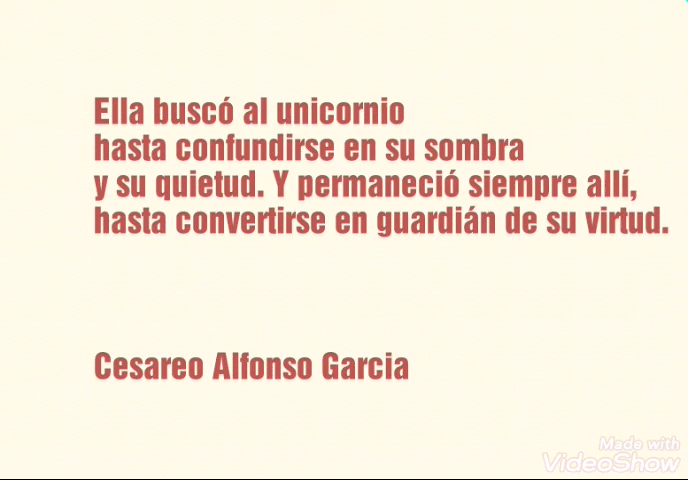 Ella buscó al unicornio
hasta confundirse en su sombra
y su quietud. Y permaneció siempre allí,
hasta convertirse en guardián de su virtud.
Cesareo Alfonso Garcia
Made with
VideoShow